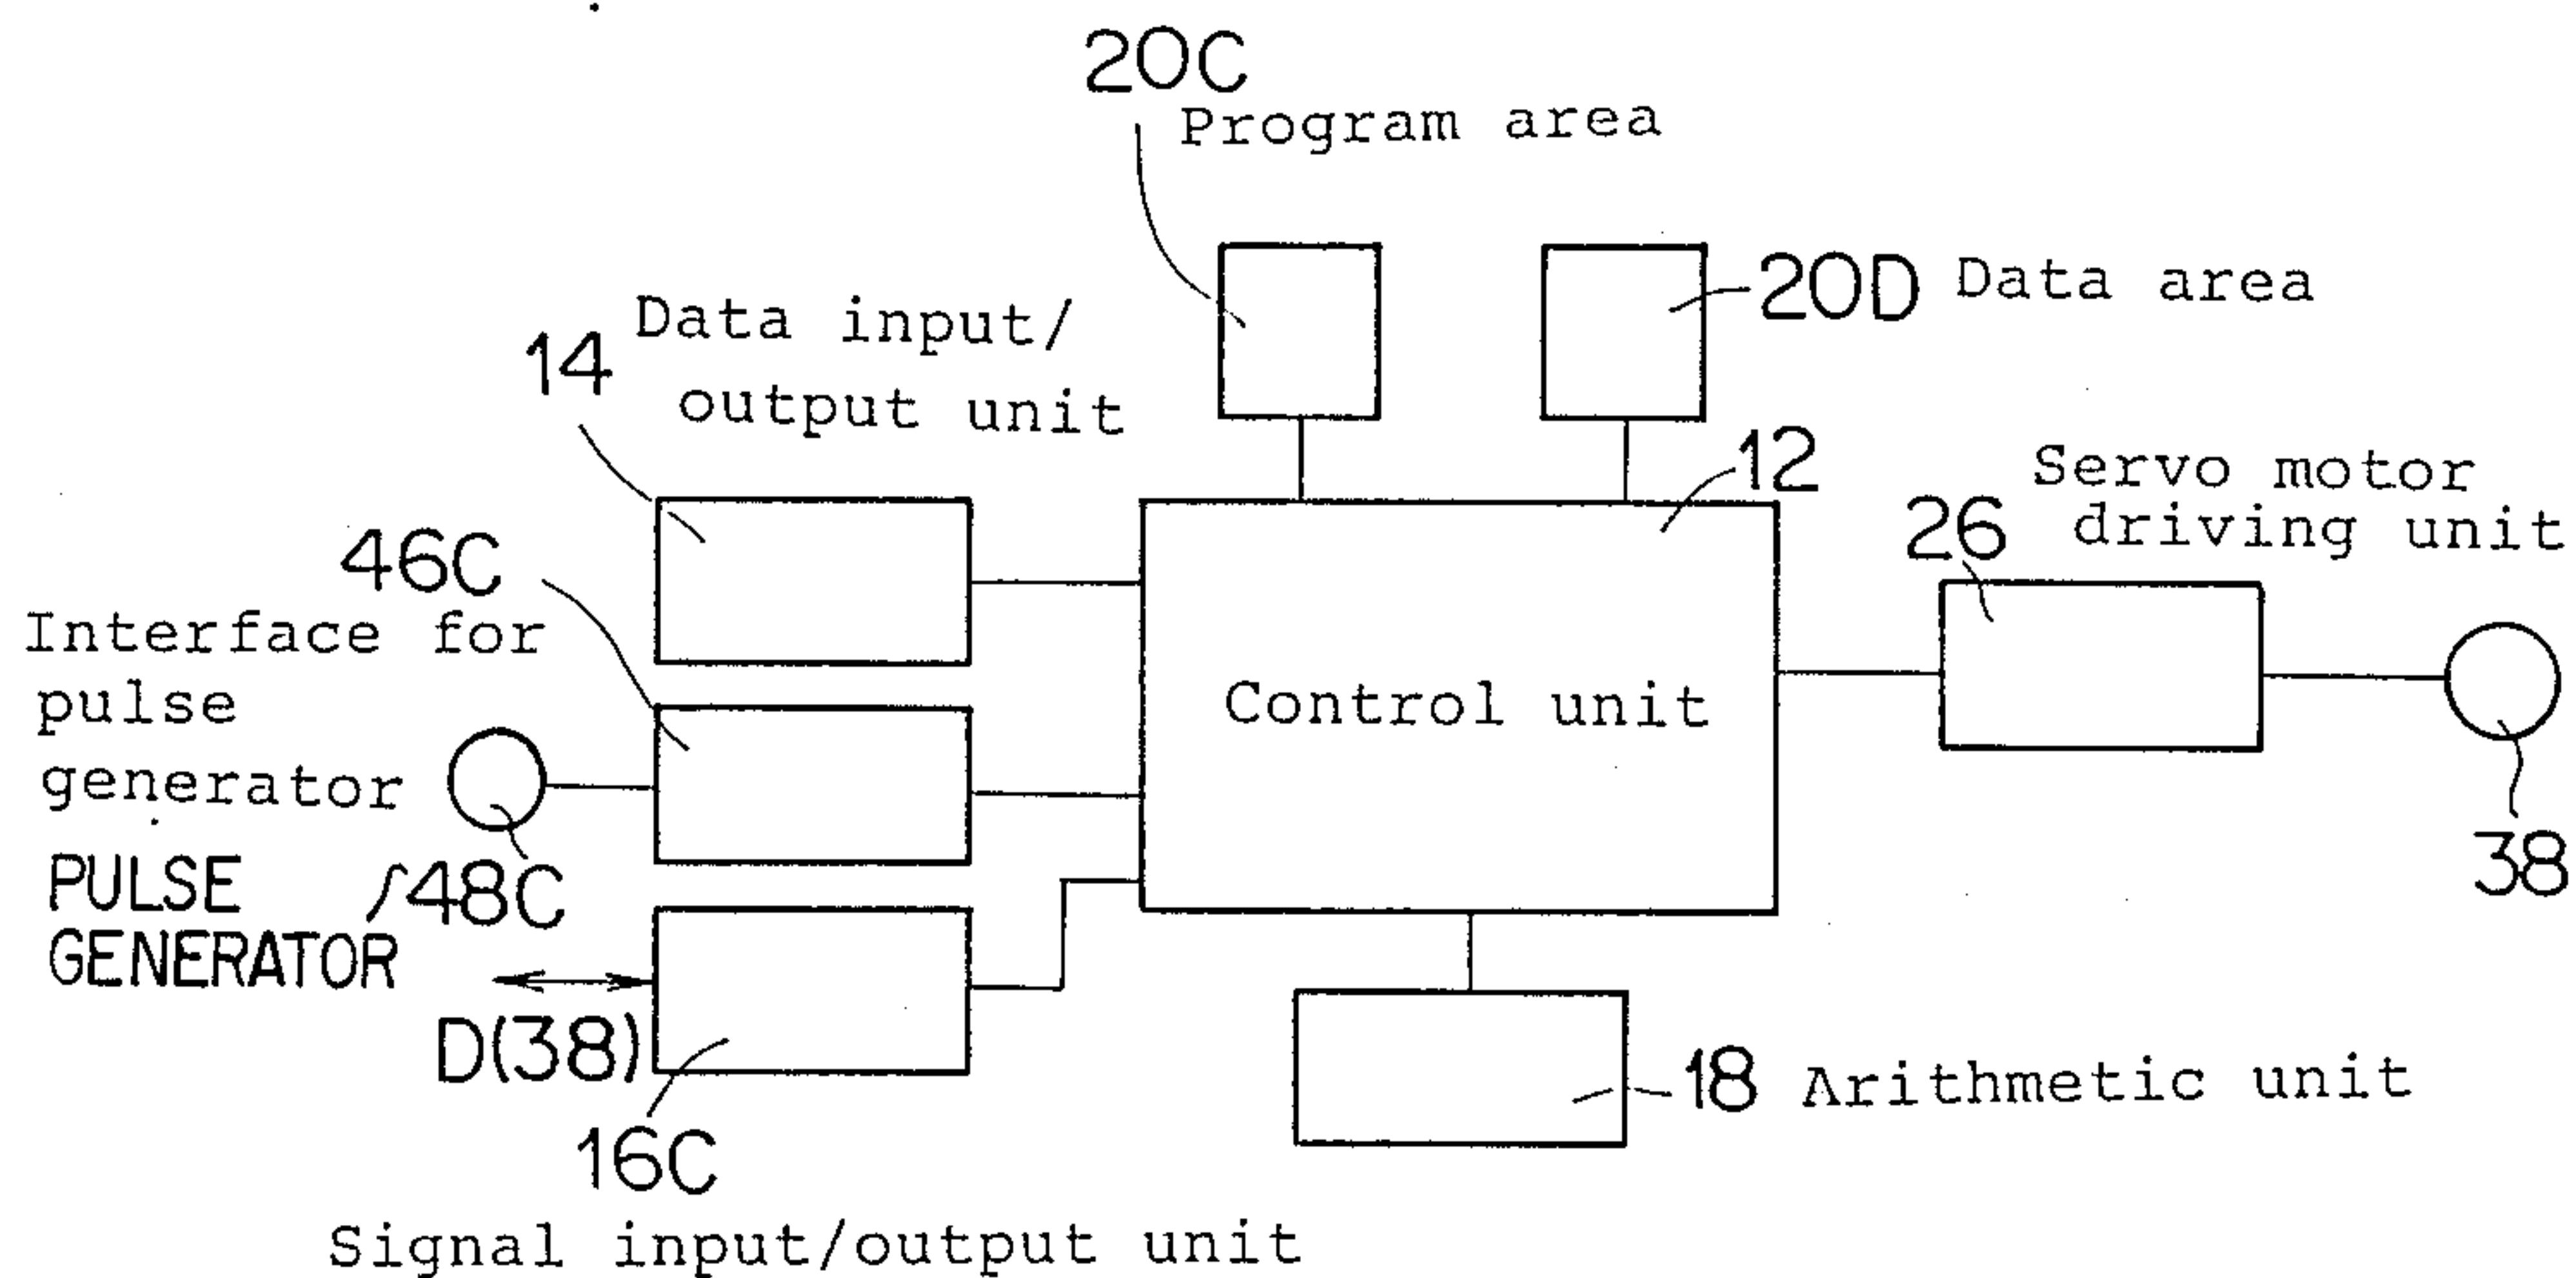 20C
Program area
20D Data area
14 Data input/
output unit
12
Servo motor
driving unit
26
46C
Interface for
pulse
generator
Control unit
38
PULSE
GENERATOR
48C
D(38)
18 Arithmetic unit
16C
Signal input/output unit